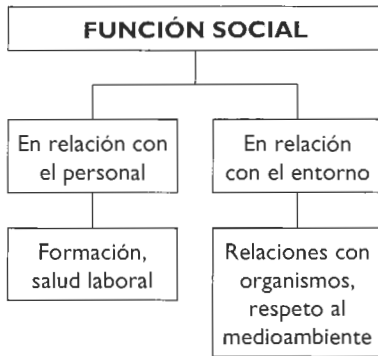 FUNCIÓN SOCIAL
En relación con
el personal
En relación
con el entorno
Formación,
salud laboral
Relaciones con
organismos,
respeto al
medioambiente